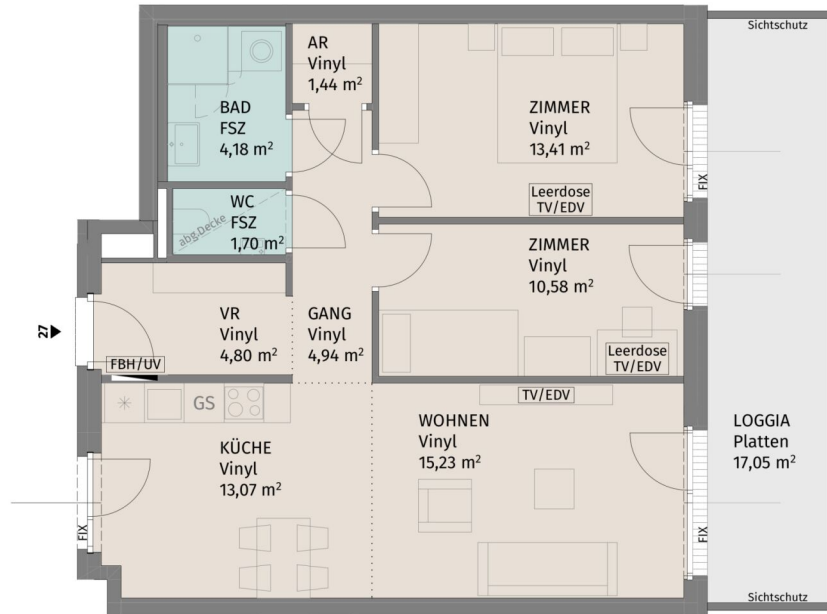 Sichtschutz
AR
Vinyl
1,44 m²
BAD
FSZ
4,18 m²
ZIMMER
Vinyl
13,41 m²
Leerdose
TV/EDV
FIX
WC
FSZ
1,70 m²
abg.Decke
ZIMMER
Vinyl
10,58 m²
Leerdose
TV/EDV
27
VR
Vinyl
4,80 m²
GANG
Vinyl
4,94 m²
FBH/UV
GS
TV/EDV
KÜCHE
Vinyl
13,07 m²
WOHNEN
Vinyl
15,23 m²
LOGGIA
Platten
17,05 m²
FIX
FIX
Sichtschutz